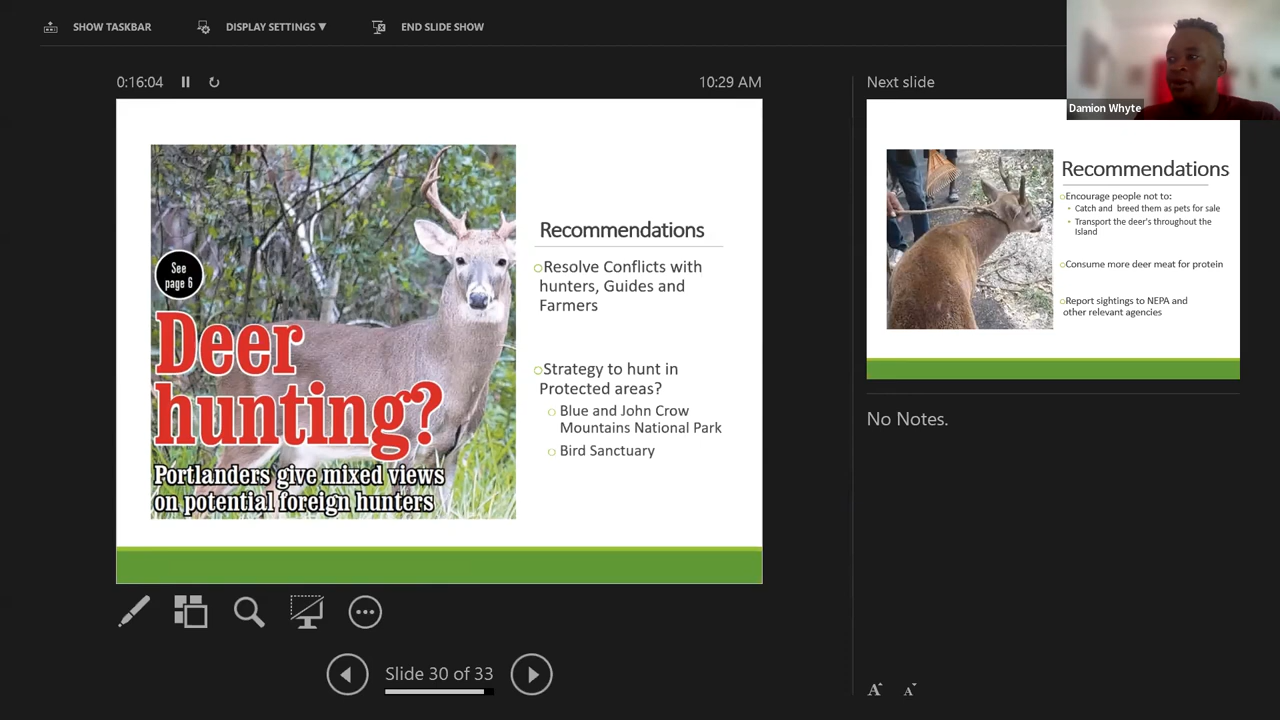 SHOW TASKBAR
DISPLAY SETTINGS ▼
END SLIDE SHOW
0:16:04
10:29 AM
See
page 6
Deer
hunting?
Portlanders give mixed views
on potential foreign hunters
Recommendations
Resolve Conflicts with
hunters, Guides and
Farmers
Strategy to hunt in
Protected areas?
Blue and John Crow
Mountains National Park
Bird Sanctuary
Slide 30 of 33
Next slide
Damion Whyte
Recommendations
Encourage people not to:
• Catch and breed them as pets for sale
• Transport the deer's throughout the
Island
Consume more deer meat for protein
Report sightings to NEPA and
other relevant agencies
No Notes.
A A